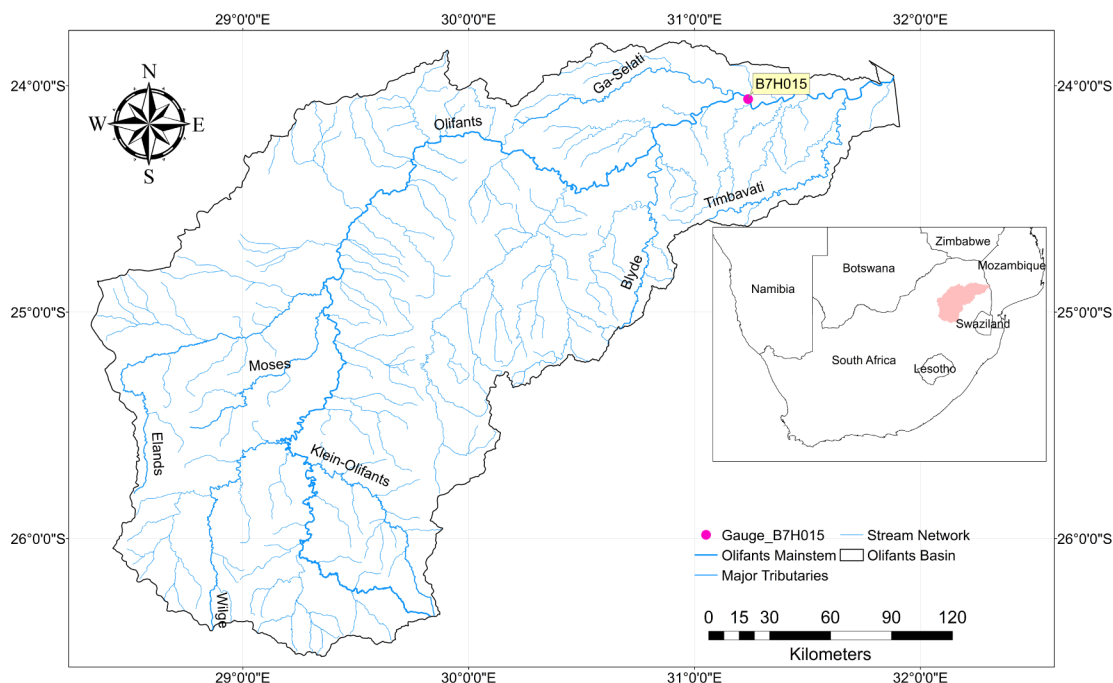 29°0'0"E 30°0'0"E 31°0'0"E 32°0'0"E
24°0'0"S
24°0'0"S
25°0'0"S
25°0'0"S
26°0'0"S
26°0'0"S
N
W E
S
Ga-Selati
B7H015
Olifants
Timbavati
Blyde
Moses
Elands
Klein-Olifants
Wilge
Zimbabwe
Botswana
Mozambique
Namibia
Swaziland
South Africa
Lesotho
Gauge_B7H015 Stream Network
Olifants Mainstem Olifants Basin
Major Tributaries
0 15 30 60 90 120
Kilometers
29°0'0"E 30°0'0"E 31°0'0"E 32°0'0"E